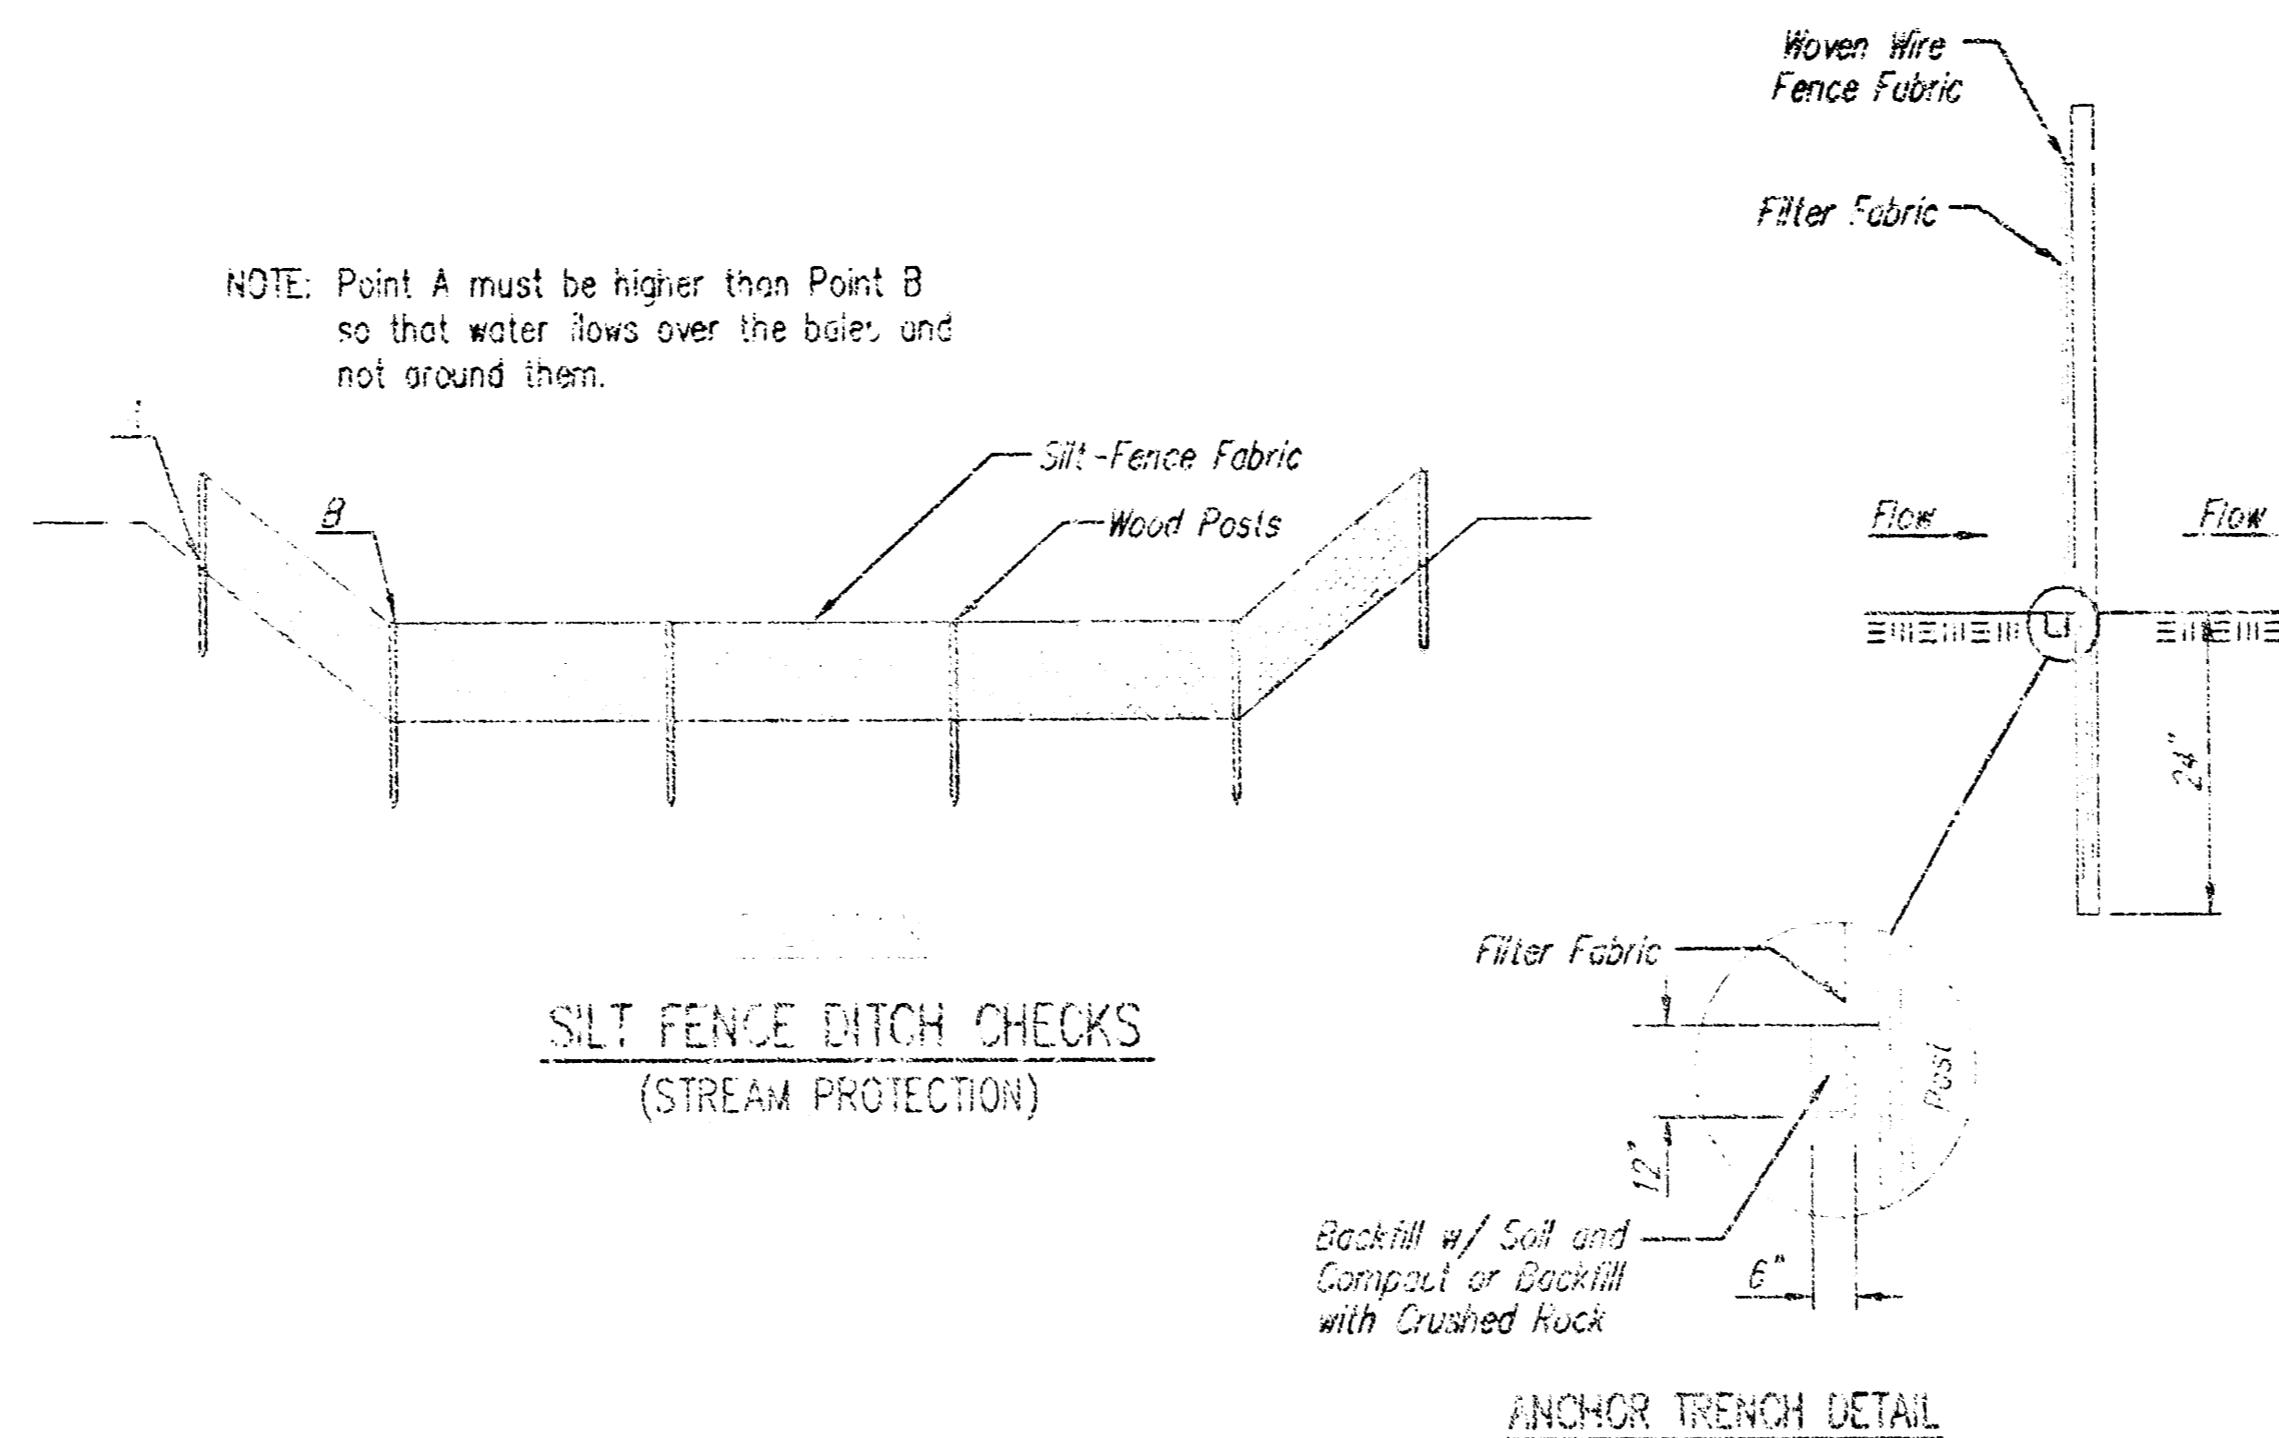 Woven Wire
Fence Fabric
Filter Fabric
NOTE: Point A must be higher than Point B
so that water flows over the bales and
not around them.
B
Silt-Fence Fabric
Wood Posts
Flow
Flow
24"
SILT FENCE DITCH CHECKS
(STREAM PROTECTION)
Filter Fabric
Post
12"
Backfill w/ Soil and
Compact or Backfill
with Crushed Rock
6"
ANCHOR TRENCH DETAIL